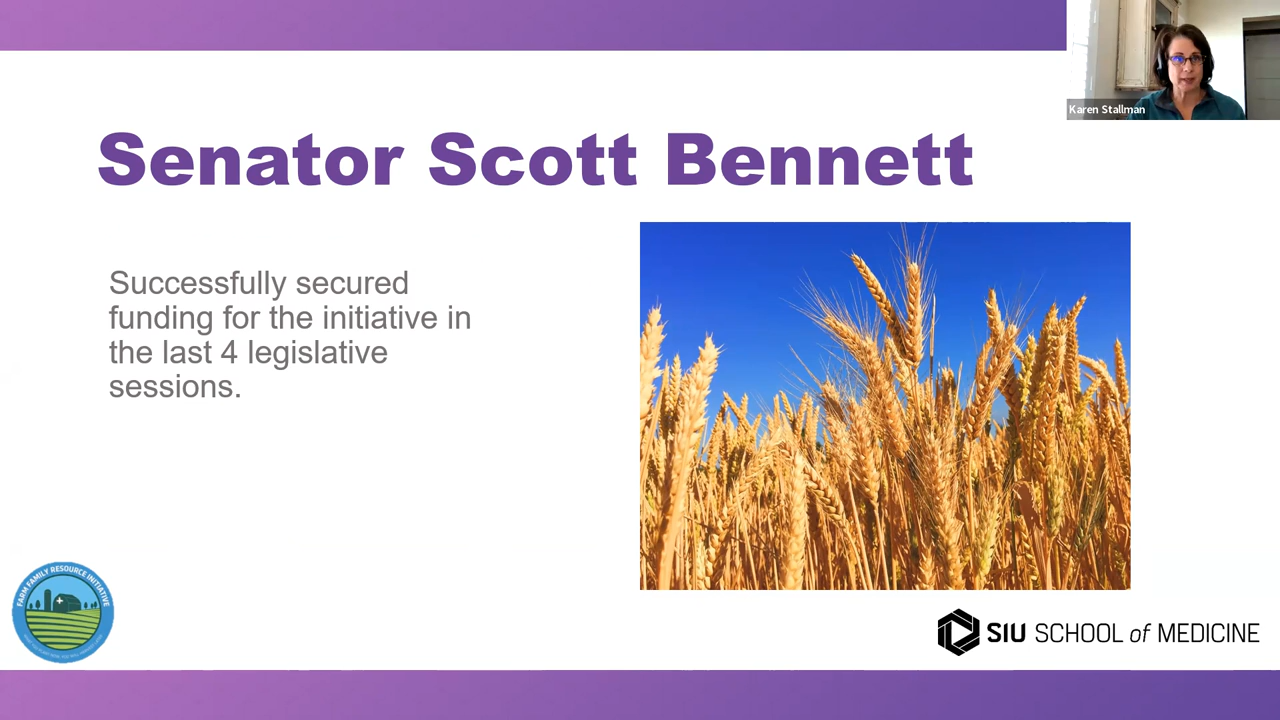 Karen Stallman
Senator Scott Bennett
Successfully secured
funding for the initiative in
the last 4 legislative
sessions.
FARM FAMILY RESOURCE INITIATIVE
SIU SCHOOL of MEDICINE